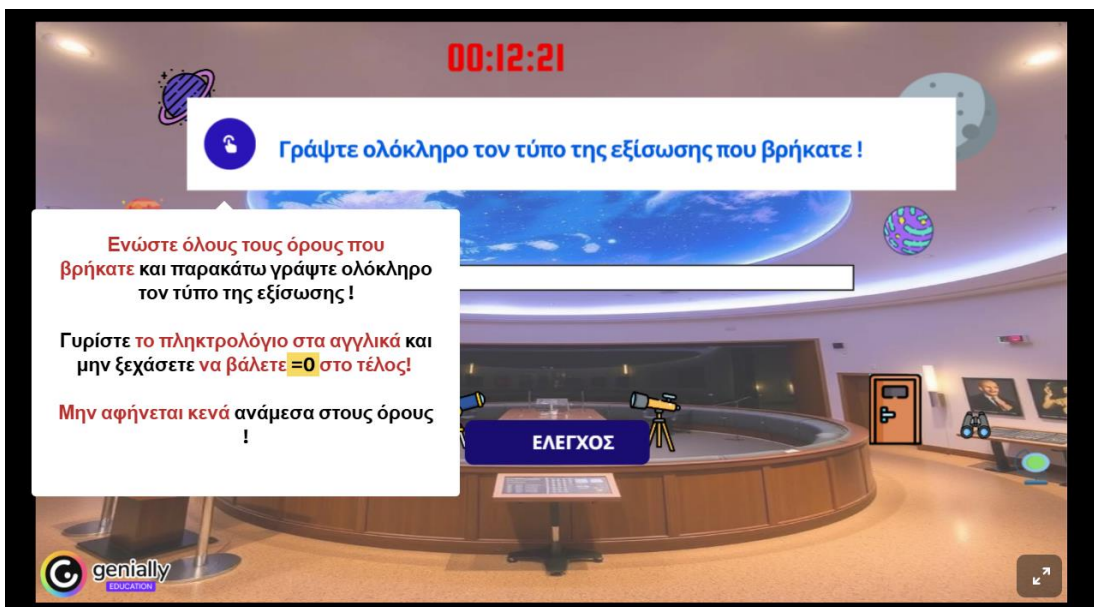 00:12:21
Γράψτε ολόκληρο τον τύπο της εξίσωσης που βρήκατε !
Ενώστε όλους τους όρους που
βρήκατε και παρακάτω γράψτε ολόκληρο
τον τύπο της εξίσωσης !
Γυρίστε το πληκτρολόγιο στα αγγλικά και
μην ξεχάσετε να βάλετε =0 στο τέλος!
Μην αφήνεται κενά ανάμεσα στους όρους
!
ΕΛΕΓΧΟΣ
genially
EDUCATION